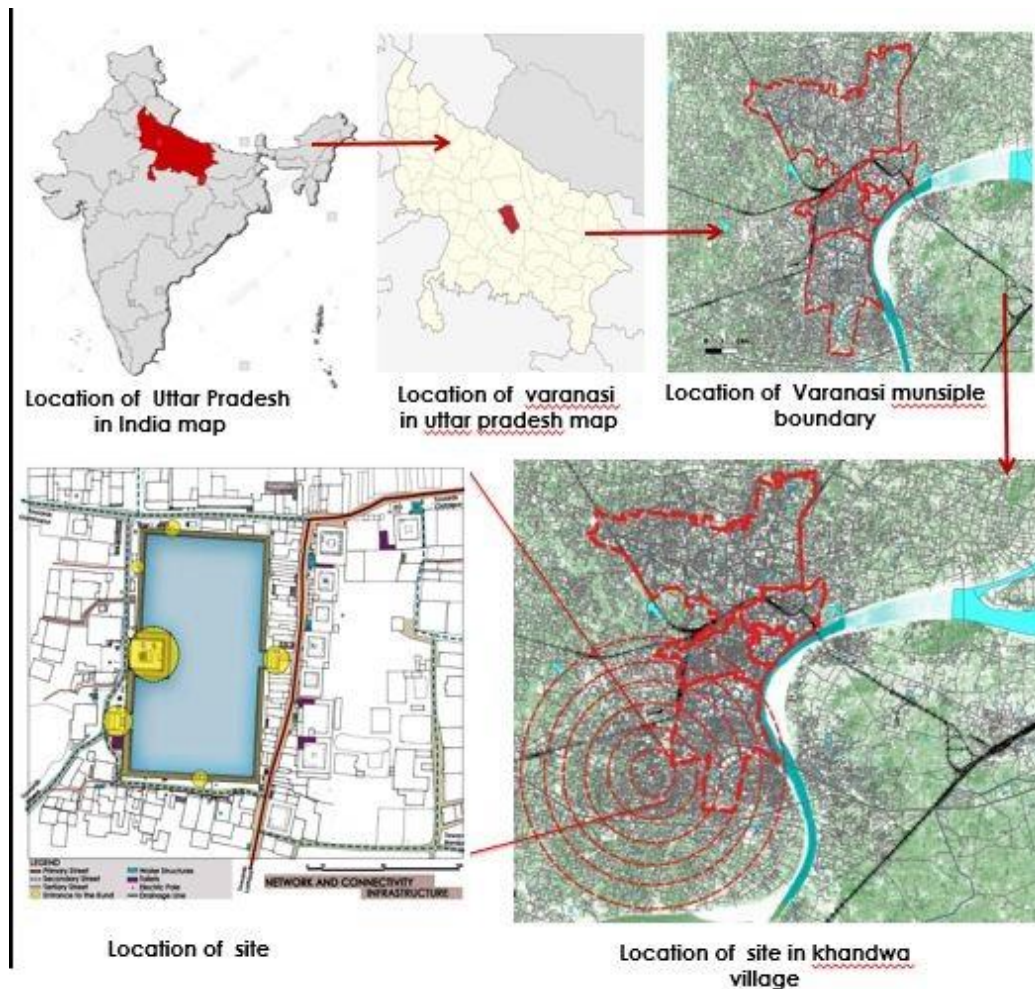 Location of Uttar Pradesh
in India map
Location of varanasi
in uttar pradesh map
Location of Varanasi munsiple
boundary
LEGEND
Primary Street
Secondary Street
Tertiary Street
Entrance to the Kund
Water Structures
Toilets
Electric Pole
Drainage Line
NETWORK AND CONNECTIVITY
INFRASTRUCTURE
Location of site
Location of site in khandwa
village